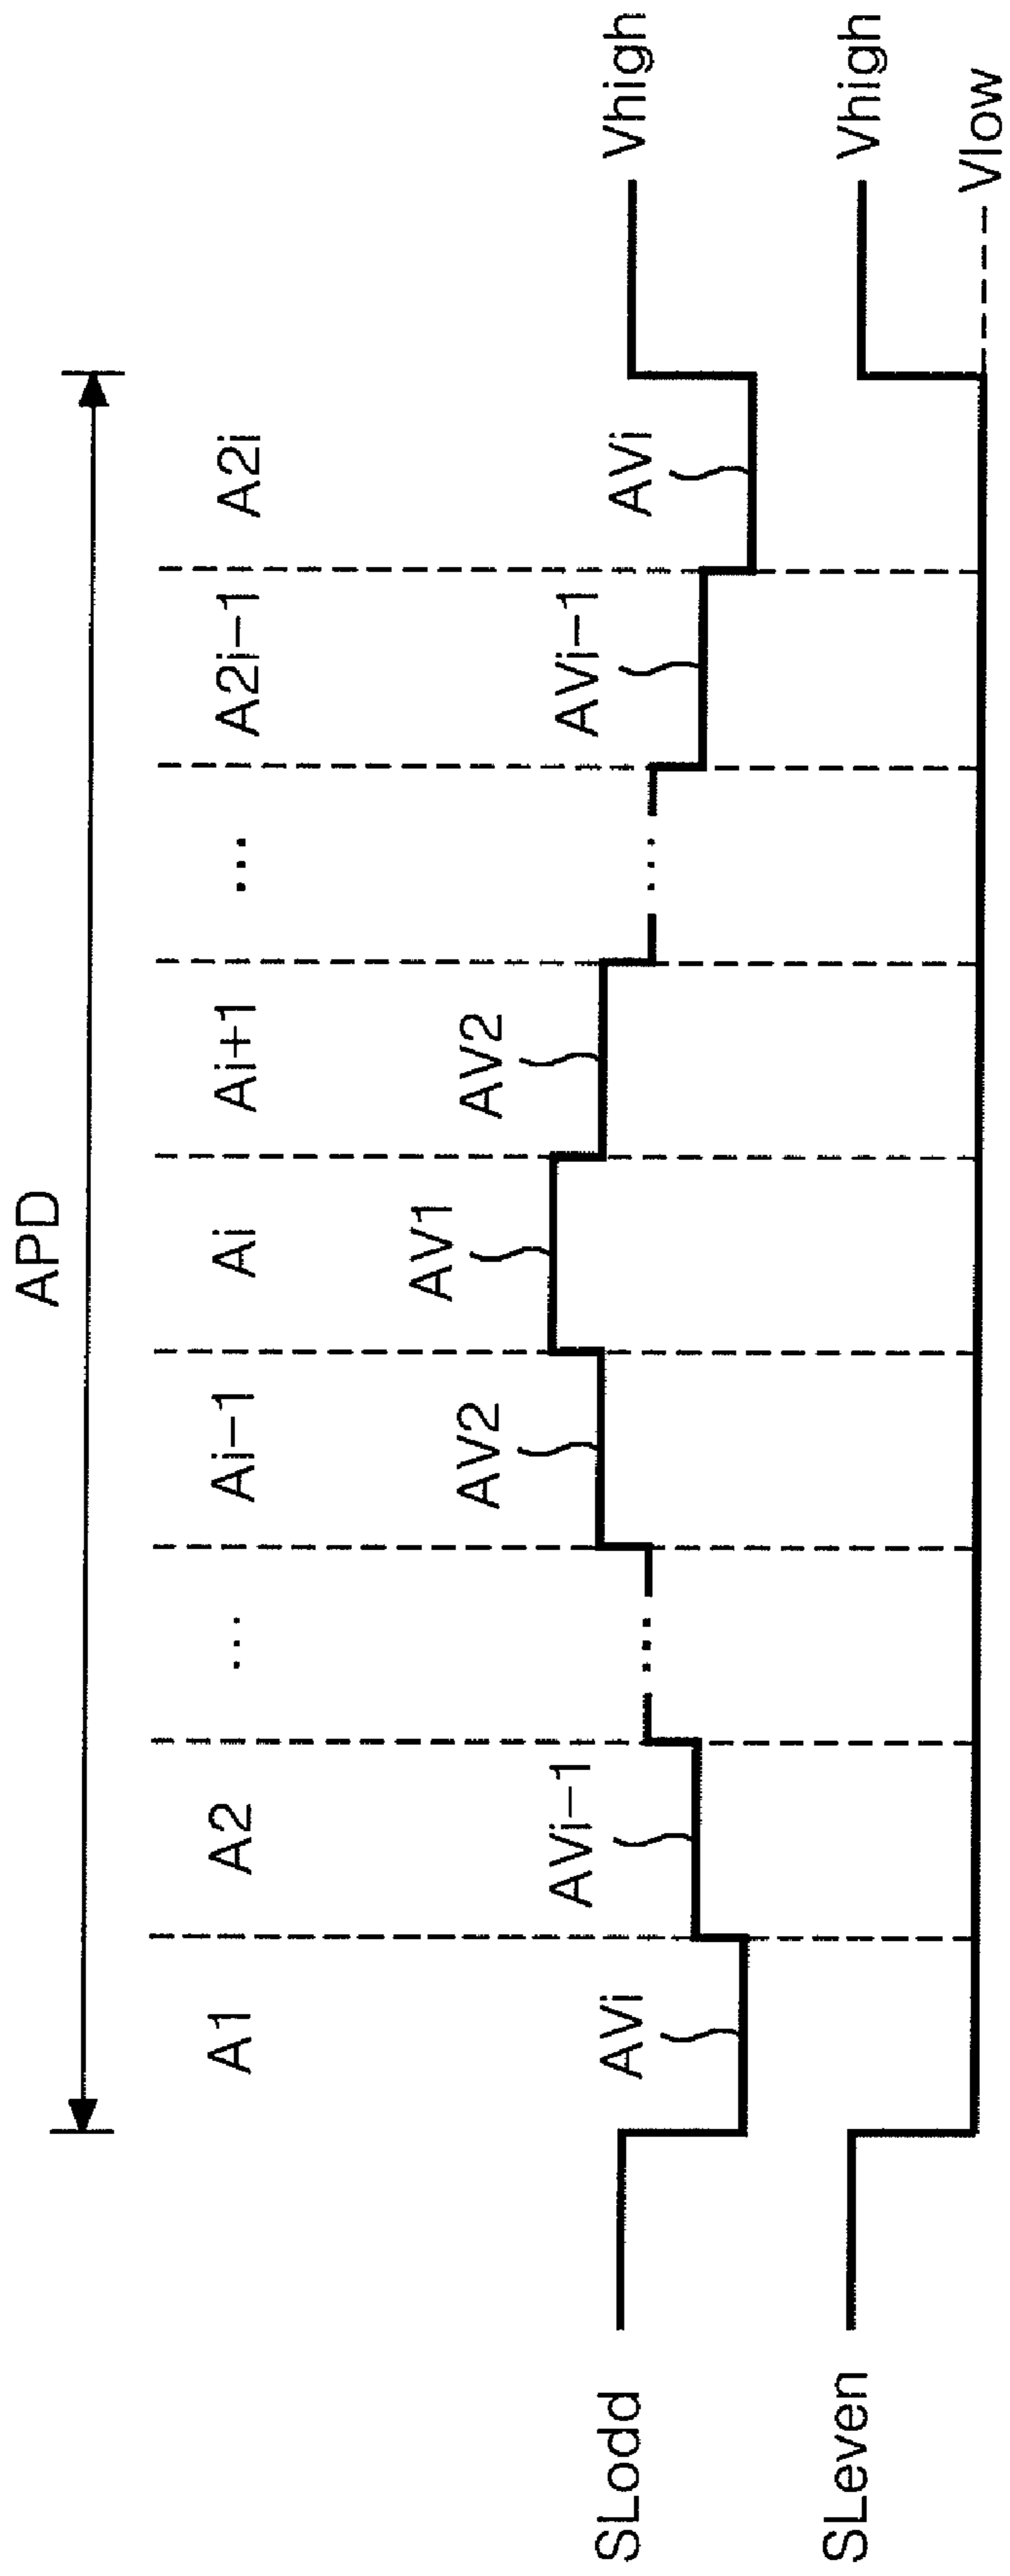 APD
A1 A2 ... Ai−1 Ai Ai+1 ... A2i−1 A2i
SLodd AVi AVi−1 ... AV2 AV1 AV2 ... AVi−1 AVi Vhigh
SLeven Vhigh
Vlow